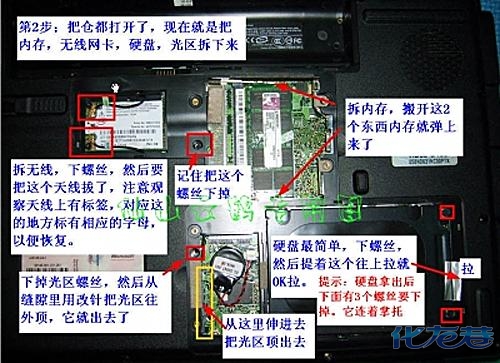 第2步：把仓都打开了，现在就是把
内存，无线网卡，硬盘，光区拆下来
拆内存，搬开这2
个东西内存就弹上
来了
拆无线，下螺丝，然后要
把这个天线拔了，注意观
察天线上有标签，对应这
的地方标有相应的字母，
以便恢复。
记住把这个
螺丝下掉
硬盘最简单，下螺丝，
然后提着这个往上拉就
OK拉。提示：硬盘拿出后
下面有3个螺丝要下
掉。它连着掌托
拉
下掉光区螺丝，然后从
缝隙里用改针把光区往
外顶，它就出去了
从这里伸进去
把光区顶出去
化龙巷